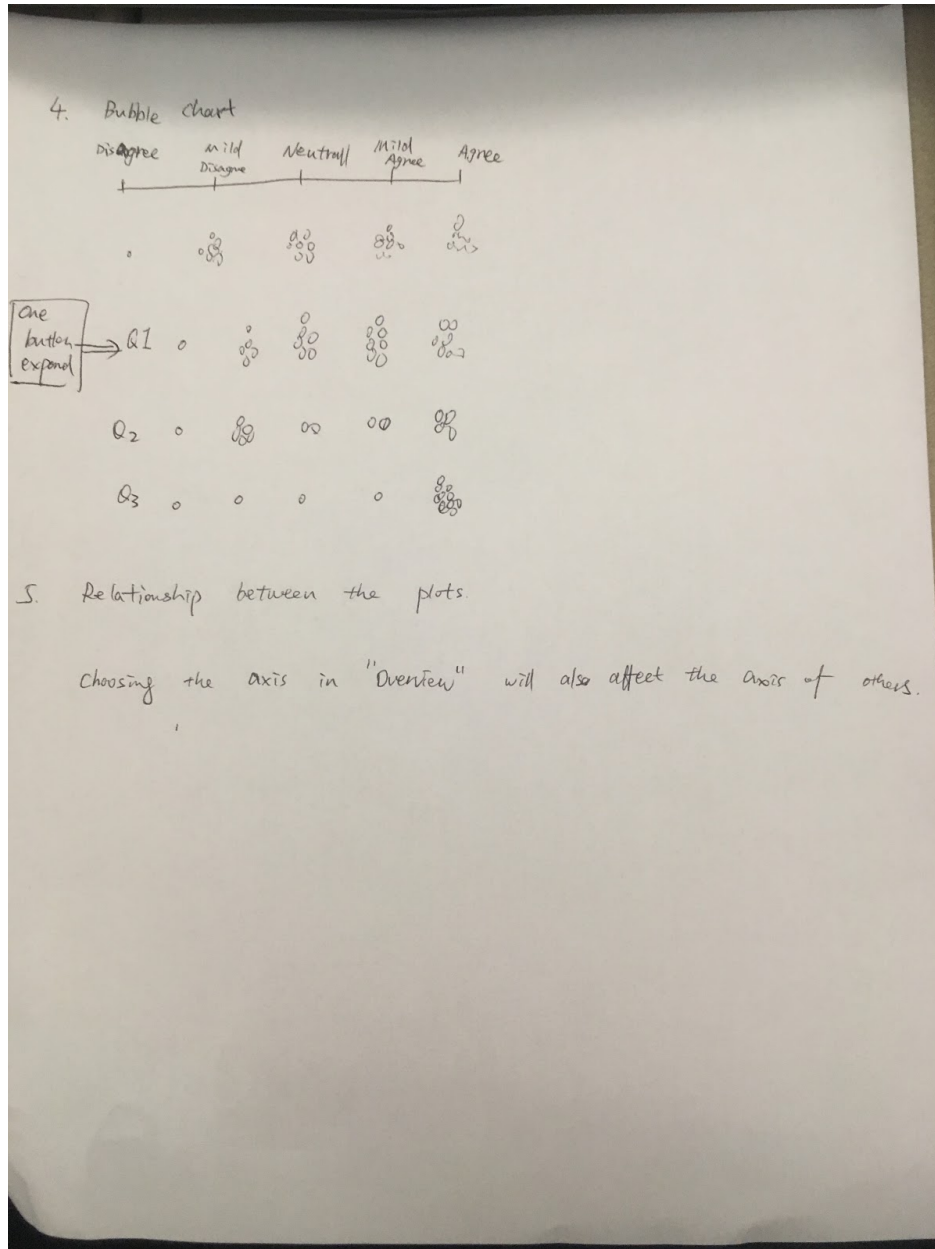 4. Bubble chart
Disagree
mild
Disagree
Neutrall
Mild
Agree
Agree
One
button
expand
Q1
Q2
Q3
5. Relationship between the plots.
Choosing the axis in "Overview" will also affect the axis of others.